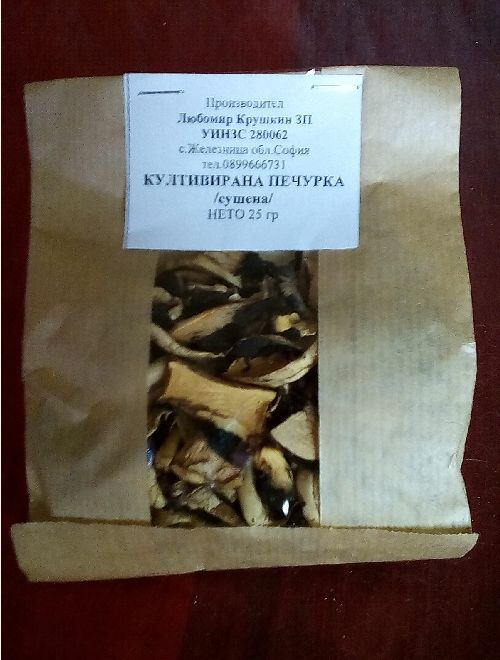 Производител
Любомир Крушкин ЗП
УИНЗС 280062
с.Железница обл.София
тел.0899666731
КУЛТИВИРАНА ПЕЧУРКА
/сушена/
НЕТО 25 гр